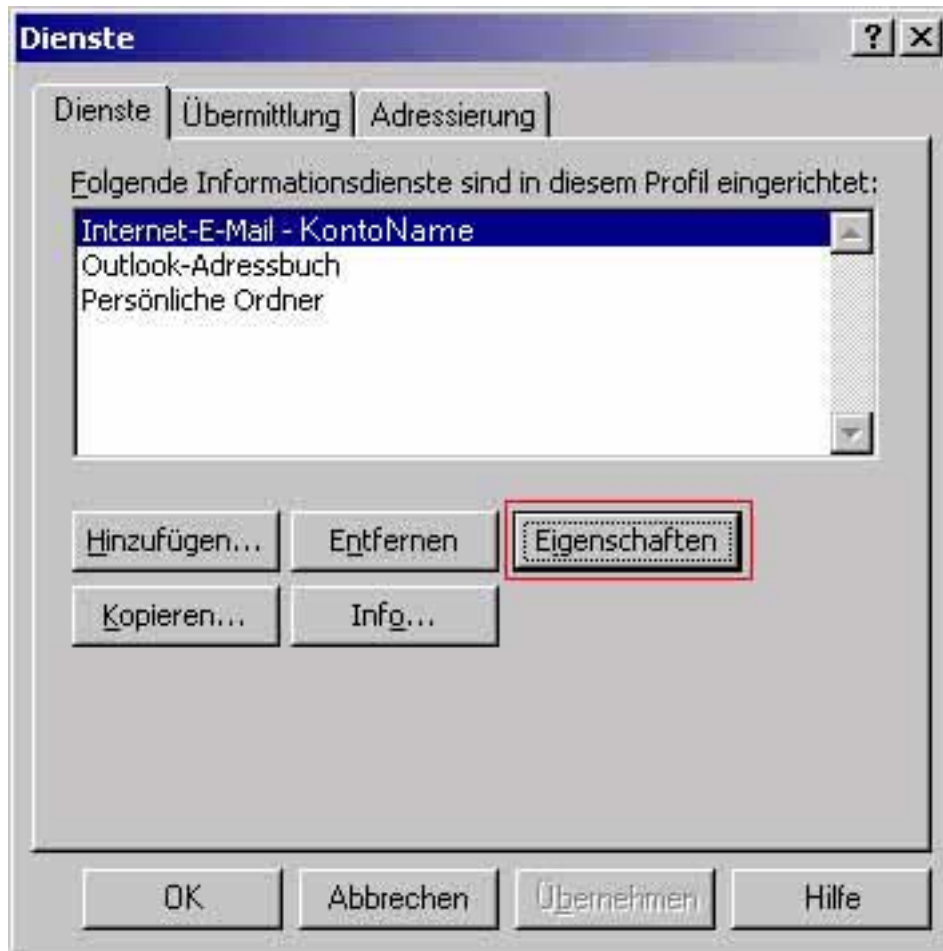 Dienste
Dienste Übermittlung Adressierung
Folgende Informationsdienste sind in diesem Profil eingerichtet:
Internet-E-Mail - KontoName
Outlook-Adressbuch
Persönliche Ordner
Hinzufügen... Entfernen Eigenschaften
Kopieren... Info...
OK Abbrechen Übernehmen Hilfe